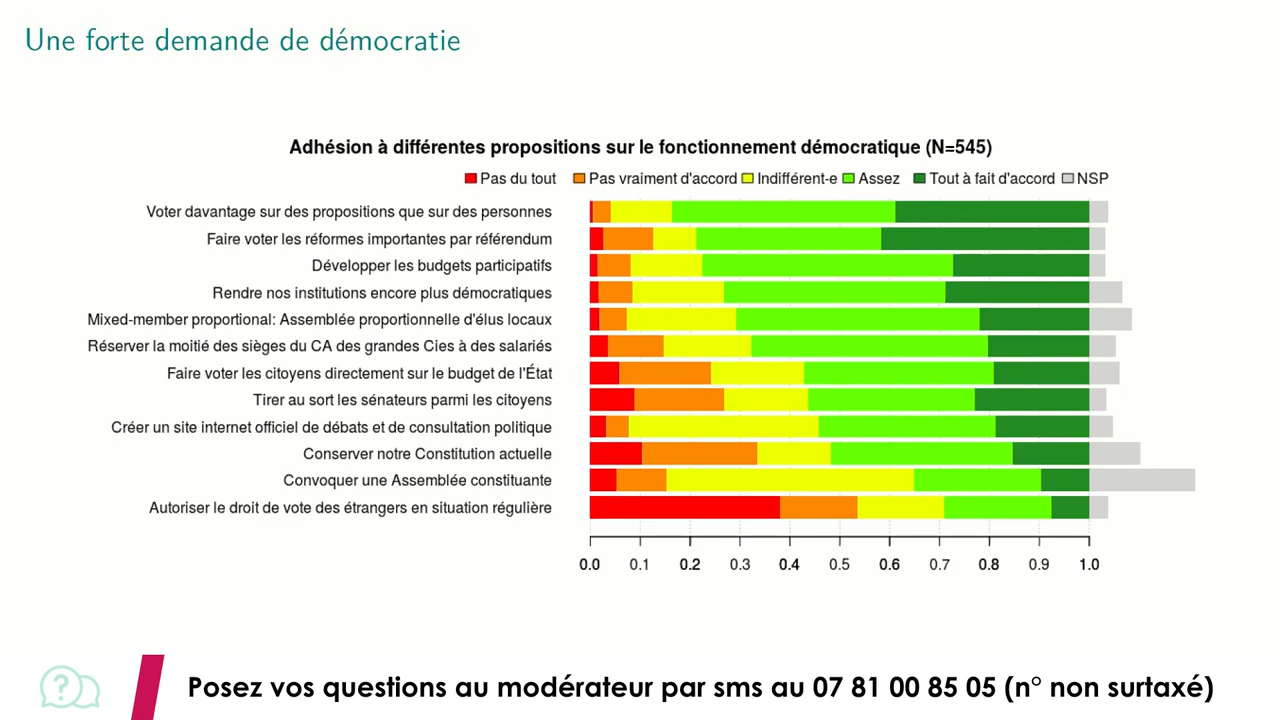 Une forte demande de démocratie
Adhésion à différentes propositions sur le fonctionnement démocratique (N=545)
Pas du tout Pas vraiment d'accord Indifférent-e Assez Tout à fait d'accord NSP
Voter davantage sur des propositions que sur des personnes
Faire voter les réformes importantes par référendum
Développer les budgets participatifs
Rendre nos institutions encore plus démocratiques
Mixed-member proportional: Assemblée proportionnelle d'élus locaux
Réserver la moitié des sièges du CA des grandes Cies à des salariés
Faire voter les citoyens directement sur le budget de l'État
Tirer au sort les sénateurs parmi les citoyens
Créer un site internet officiel de débats et de consultation politique
Conserver notre Constitution actuelle
Convoquer une Assemblée constituante
Autoriser le droit de vote des étrangers en situation régulière
0.0 0.1 0.2 0.3 0.4 0.5 0.6 0.7 0.8 0.9 1.0
?
Posez vos questions au modérateur par sms au 07 81 00 85 05 (n° non surtaxé)